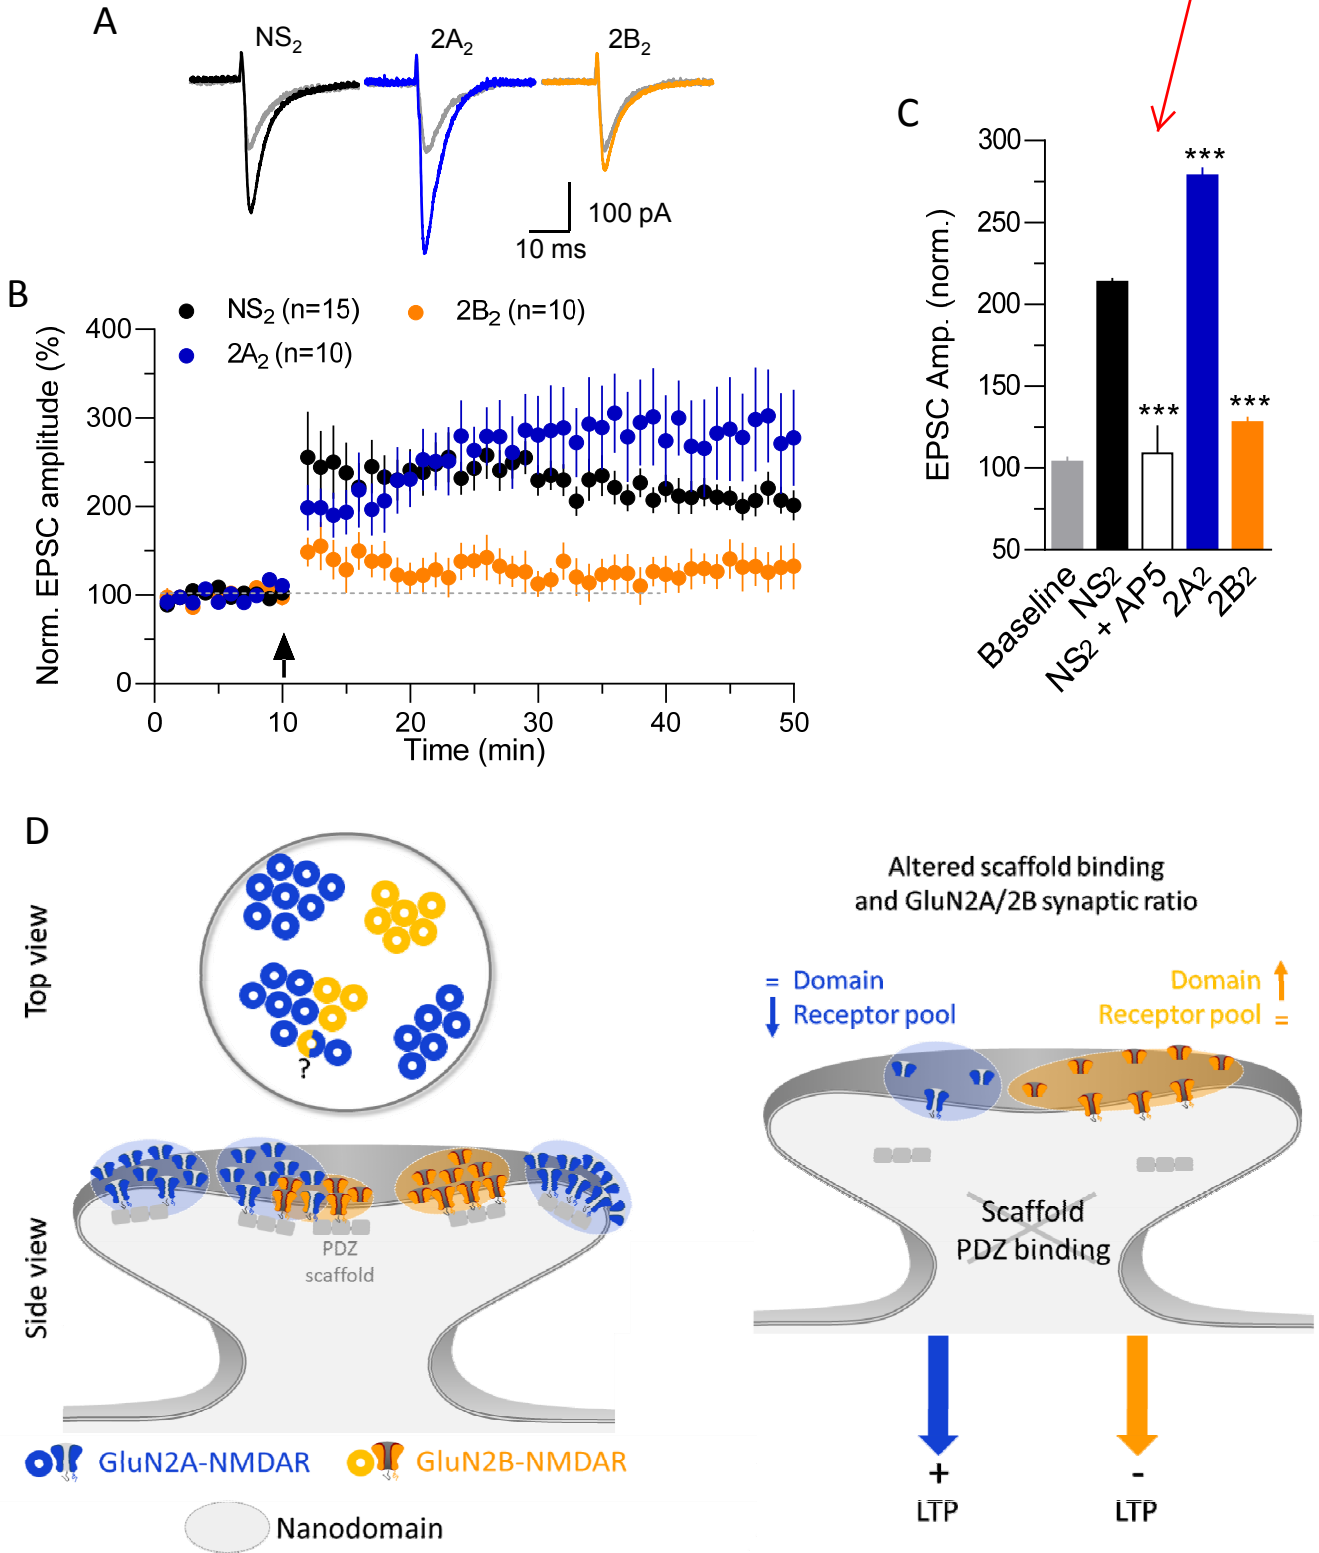 A
NS2
2A2
2B2
100 pA
10 ms
B
NS2 (n=15)
2B2 (n=10)
2A2 (n=10)
Norm. EPSC amplitude (%)
400
300
200
100
0
0
10
20
30
40
50
Time (min)
C
EPSC Amp. (norm.)
300
250
200
150
100
50
***
***
***
Baseline
NS2
NS2 + AP5
2A2
2B2
D
Top view
?
Side view
PDZ
scaffold
GluN2A-NMDAR
GluN2B-NMDAR
Nanodomain
Altered scaffold binding
and GluN2A/2B synaptic ratio
= Domain
Receptor pool
Domain
Receptor pool =
Scaffold
PDZ binding
+
LTP
-
LTP